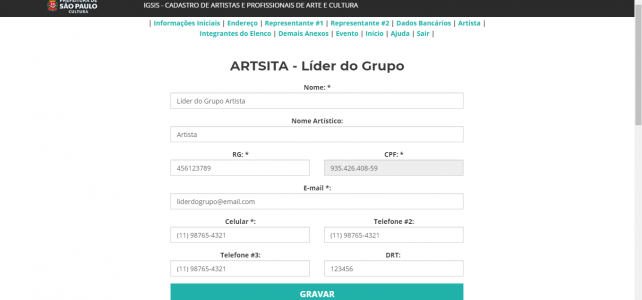 PREFEITURA DE
SÃO PAULO
CULTURA
IGSIS - CADASTRO DE ARTISTAS E PROFISSIONAIS DE ARTE E CULTURA
| Informações Iniciais | Endereço | Representante #1 | Representante #2 | Dados Bancários | Artista |
Integrantes do Elenco | Demais Anexos | Evento | Início | Ajuda | Sair |
ARTSITA - Líder do Grupo
Nome: *
Líder do Grupo Artista
Nome Artístico:
Artista
RG: * CPF: *
456123789 935.426.408-59
E-mail *:
liderdogrupo@email.com
Celular *: Telefone #2:
(11) 98765-4321 (11) 98765-4321
Telefone #3: DRT:
(11) 98765-4321 123456
GRAVAR